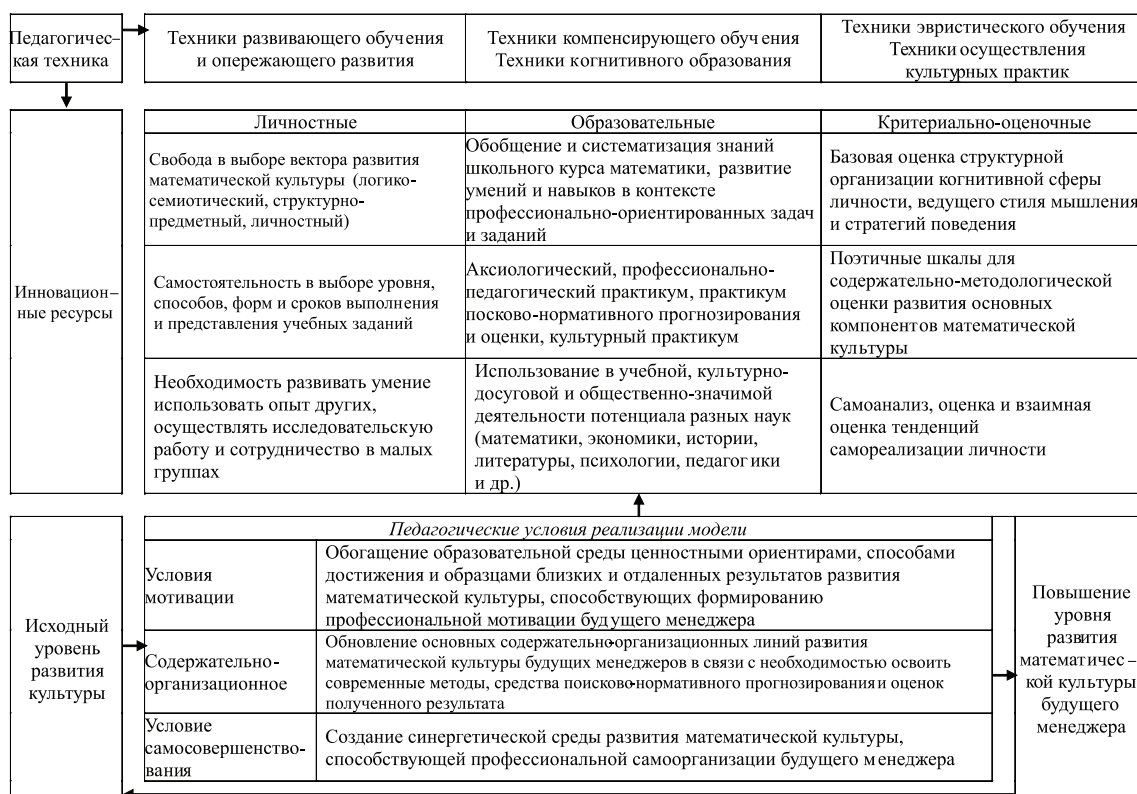 Педагогичес–
кая техника
Техники развивающего обучения
и опережающего развития
Техники компенсирующего обучения
Техники когнитивного образования
Техники эвристического обучения
Техники осуществления
культурных практик
Инновацион–
ные ресурсы
Личностные
Образовательные
Критериально-оценочные
Свобода в выборе вектора развития
математической культуры (логико-
семиотический, структурно-
предметный, личностный)
Обобщение и систематизация знаний
школьного курса математики, развитие
умений и навыков в контексте
профессионально-ориентированных задач
и заданий
Базовая оценка структурной
организации когнитивной сферы
личности, ведущего стиля мышления
и стратегий поведения
Самостоятельность в выборе уровня,
способов, форм и сроков выполнения
и представления учебных заданий
Аксиологический, профессионально-
педагогический практикум, практикум
посково-нормативного прогнозирования
и оценки, культурный практикум
Поэтичные шкалы для
содержательно-методологической
оценки развития основных
компонентов математической
культуры
Необходимость развивать умение
использовать опыт других,
осуществлять исследовательскую
работу и сотрудничество в малых
группах
Использование в учебной, культурно-
досуговой и общественно-значимой
деятельности потенциала разных наук
(математики, экономики, истории,
литературы, психологии, педагогики
и др.)
Самоанализ, оценка и взаимная
оценка тенденций
самореализации личности
Исходный
уровень
развития
культуры
Педагогические условия реализации модели
Условия
мотивации
Обогащение образовательной среды ценностными ориентирами, способами
достижения и образцами близких и отдаленных результатов развития
математической культуры, способствующих формированию
профессиональной мотивации будущего менеджера
Содержательно-
организационное
Обновление основных содержательно-организационных линий развития
математической культуры будущих менеджеров в связи с необходимостью освоить
современные методы, средства поисково-нормативного прогнозирования и оценок
полученного результата
Условие
самосовершенство-
вания
Создание синергетической среды развития математической культуры,
способствующей профессиональной самоорганизации будущего менеджера
Повышение
уровня
развития
математичес–
кой культуры
будущего
менеджера